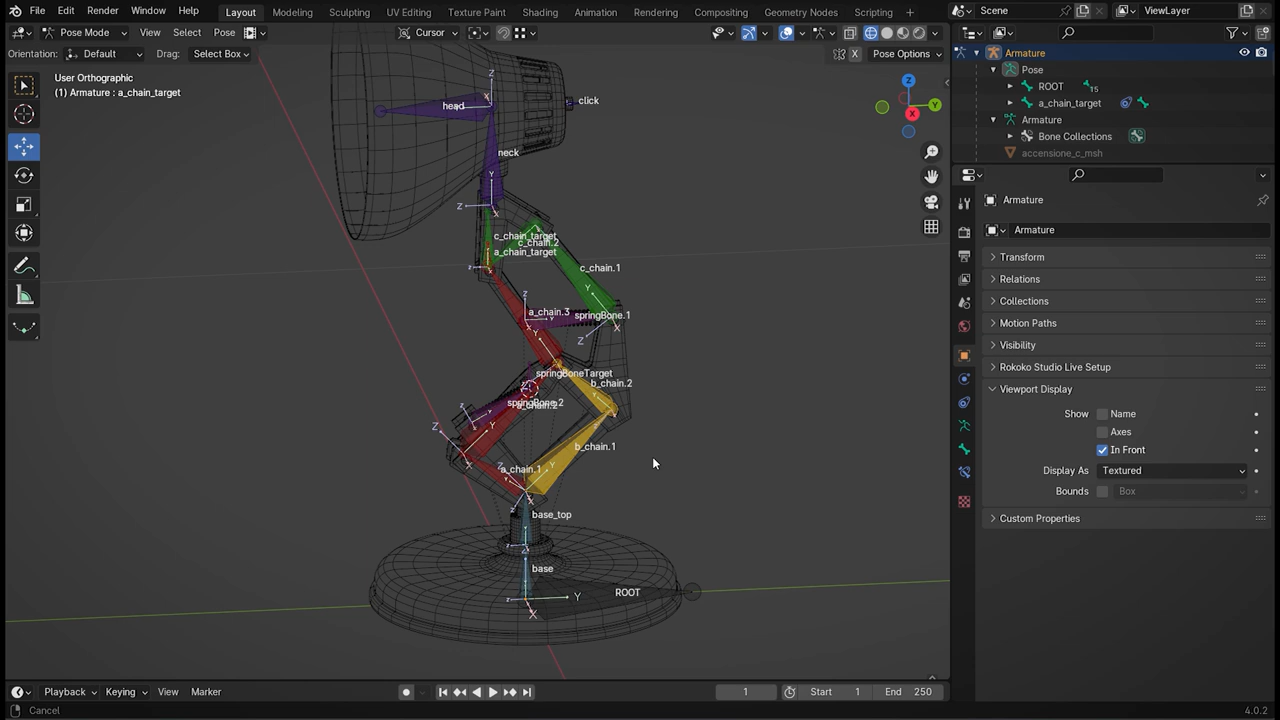 File Edit Render Window Help Layout Modeling Sculpting UV Editing Texture Paint Shading Animation Rendering Compositing Geometry Nodes Scripting + Scene ViewLayer
Pose Mode View Select Pose Cursor
Orientation: Default Drag: Select Box X Pose Options
User Orthographic
(1) Armature : a_chain_target
Z
Y
X
Z
X
head
click
neck
Y
Z
X
c_chain_target
c_chain.2
a_chain_target
c_chain.1
Z
Y
a_chain.3
springBone.1
X
Y
Z
springBoneTarget
b_chain.2
springBone.2
a_chain.2
Z
Y
X
b_chain.1
a_chain.1
Z
Y
X
base_top
base
ROOT
Y
X
Armature
Pose
ROOT 15
a_chain_target
Armature
Bone Collections
accensione_c_msh
Armature
Armature
Transform
Relations
Collections
Motion Paths
Visibility
Rokoko Studio Live Setup
Viewport Display
Show Name
Axes
In Front
Display As Textured
Bounds Box
Custom Properties
Playback Keying View Marker 1 Start 1 End 250
Cancel 4.0.2